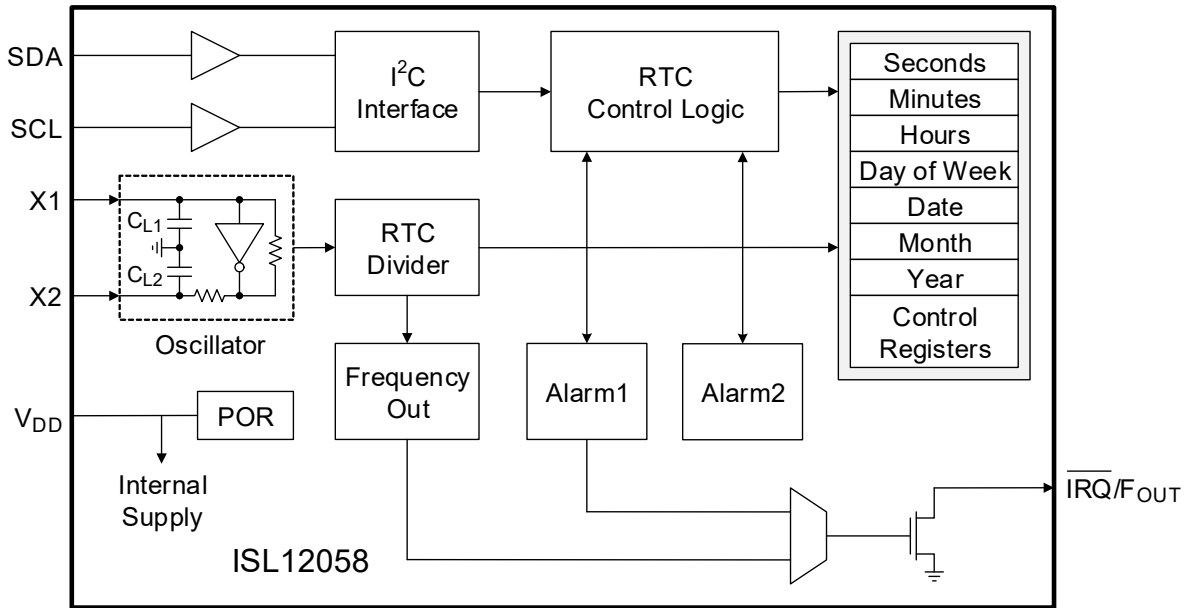 SDA
SCL
I²C
Interface
RTC
Control Logic
Seconds
Minutes
Hours
Day of Week
Date
Month
Year
Control
Registers
X1
X2
CL1
CL2
Oscillator
RTC
Divider
Frequency
Out
Alarm1
Alarm2
VDD
POR
Internal
Supply
IRQ/FOUT
ISL12058